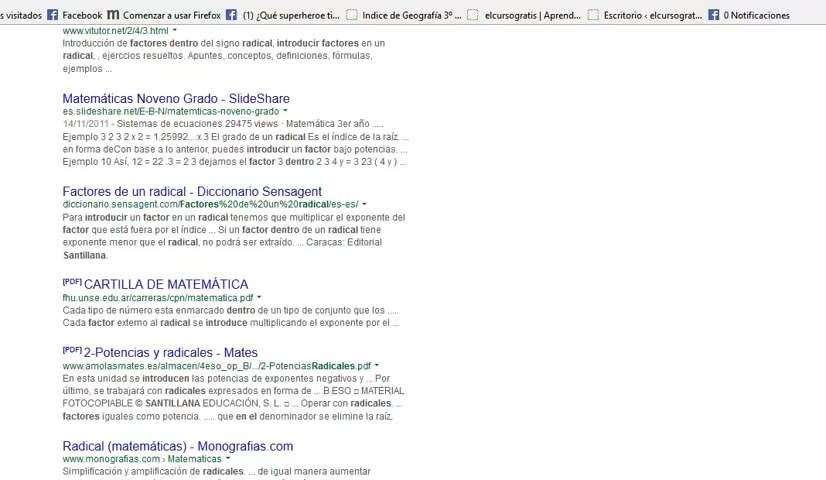 s visitados Facebook Comenzar a usar Firefox (1) ¿Qué superheroe ti... Indice de Geografía 3º ... elcursogratis | Aprend... Escritorio ‹ elcursograt... 0 Notificaciones
www.vitutor.net/2/4/3.html
Introducción de factores dentro del signo radical, introducir factores en un
radical, , ejerccios resueltos. Apuntes, conceptos, definiciones, fórmulas,
ejemplos ...
Matemáticas Noveno Grado - SlideShare
es.slideshare.net/E-B-N/matemticas-noveno-grado
14/11/2011 - Sistemas de ecuaciones 29475 views · Matemática 3er año .....
Ejemplo 3 2 3 2 x 2 = 1.25992,...x 3 El grado de un radical Es el índice de la raíz. ...
en forma deCon base a lo anterior, puedes introducir un factor bajo potencias. ...
Ejemplo 10 Así, 12 = 22 .3 = 2 3 dejamos el factor 3 dentro 2 3 4 y = 3 23 ( 4 y ) ...
Factores de un radical - Diccionario Sensagent
diccionario.sensagent.com/Factores%20de%20un%20radical/es-es/
Para introducir un factor en un radical tenemos que multiplicar el exponente del
factor que está fuera por el índice ... Si un factor dentro de un radical tiene
exponente menor que el radical, no podrá ser extraído. ... Caracas: Editorial
Santillana.
[PDF] CARTILLA DE MATEMÁTICA
fhu.unse.edu.ar/carreras/cpn/matematica.pdf
Cada tipo de número esta enmarcado dentro de un tipo de conjunto que los .....
Cada factor externo al radical se introduce multiplicando el exponente por el ...
[PDF] 2-Potencias y radicales - Mates
www.amolasmates.es/almacen/4eso_op_B/.../2-PotenciasRadicales.pdf
En esta unidad se introducen las potencias de exponentes negativos y ... Por
último, se trabajará con radicales expresados en forma de ... B ESO □ MATERIAL
FOTOCOPIABLE © SANTILLANA EDUCACIÓN, S. L. □ ... Operar con radicales. ...
factores iguales como potencia. ..... que en el denominador se elimine la raíz.
Radical (matemáticas) - Monografias.com
www.monografias.com › Matematicas
Simplificación y amplificación de radicales. ... de igual manera aumentar